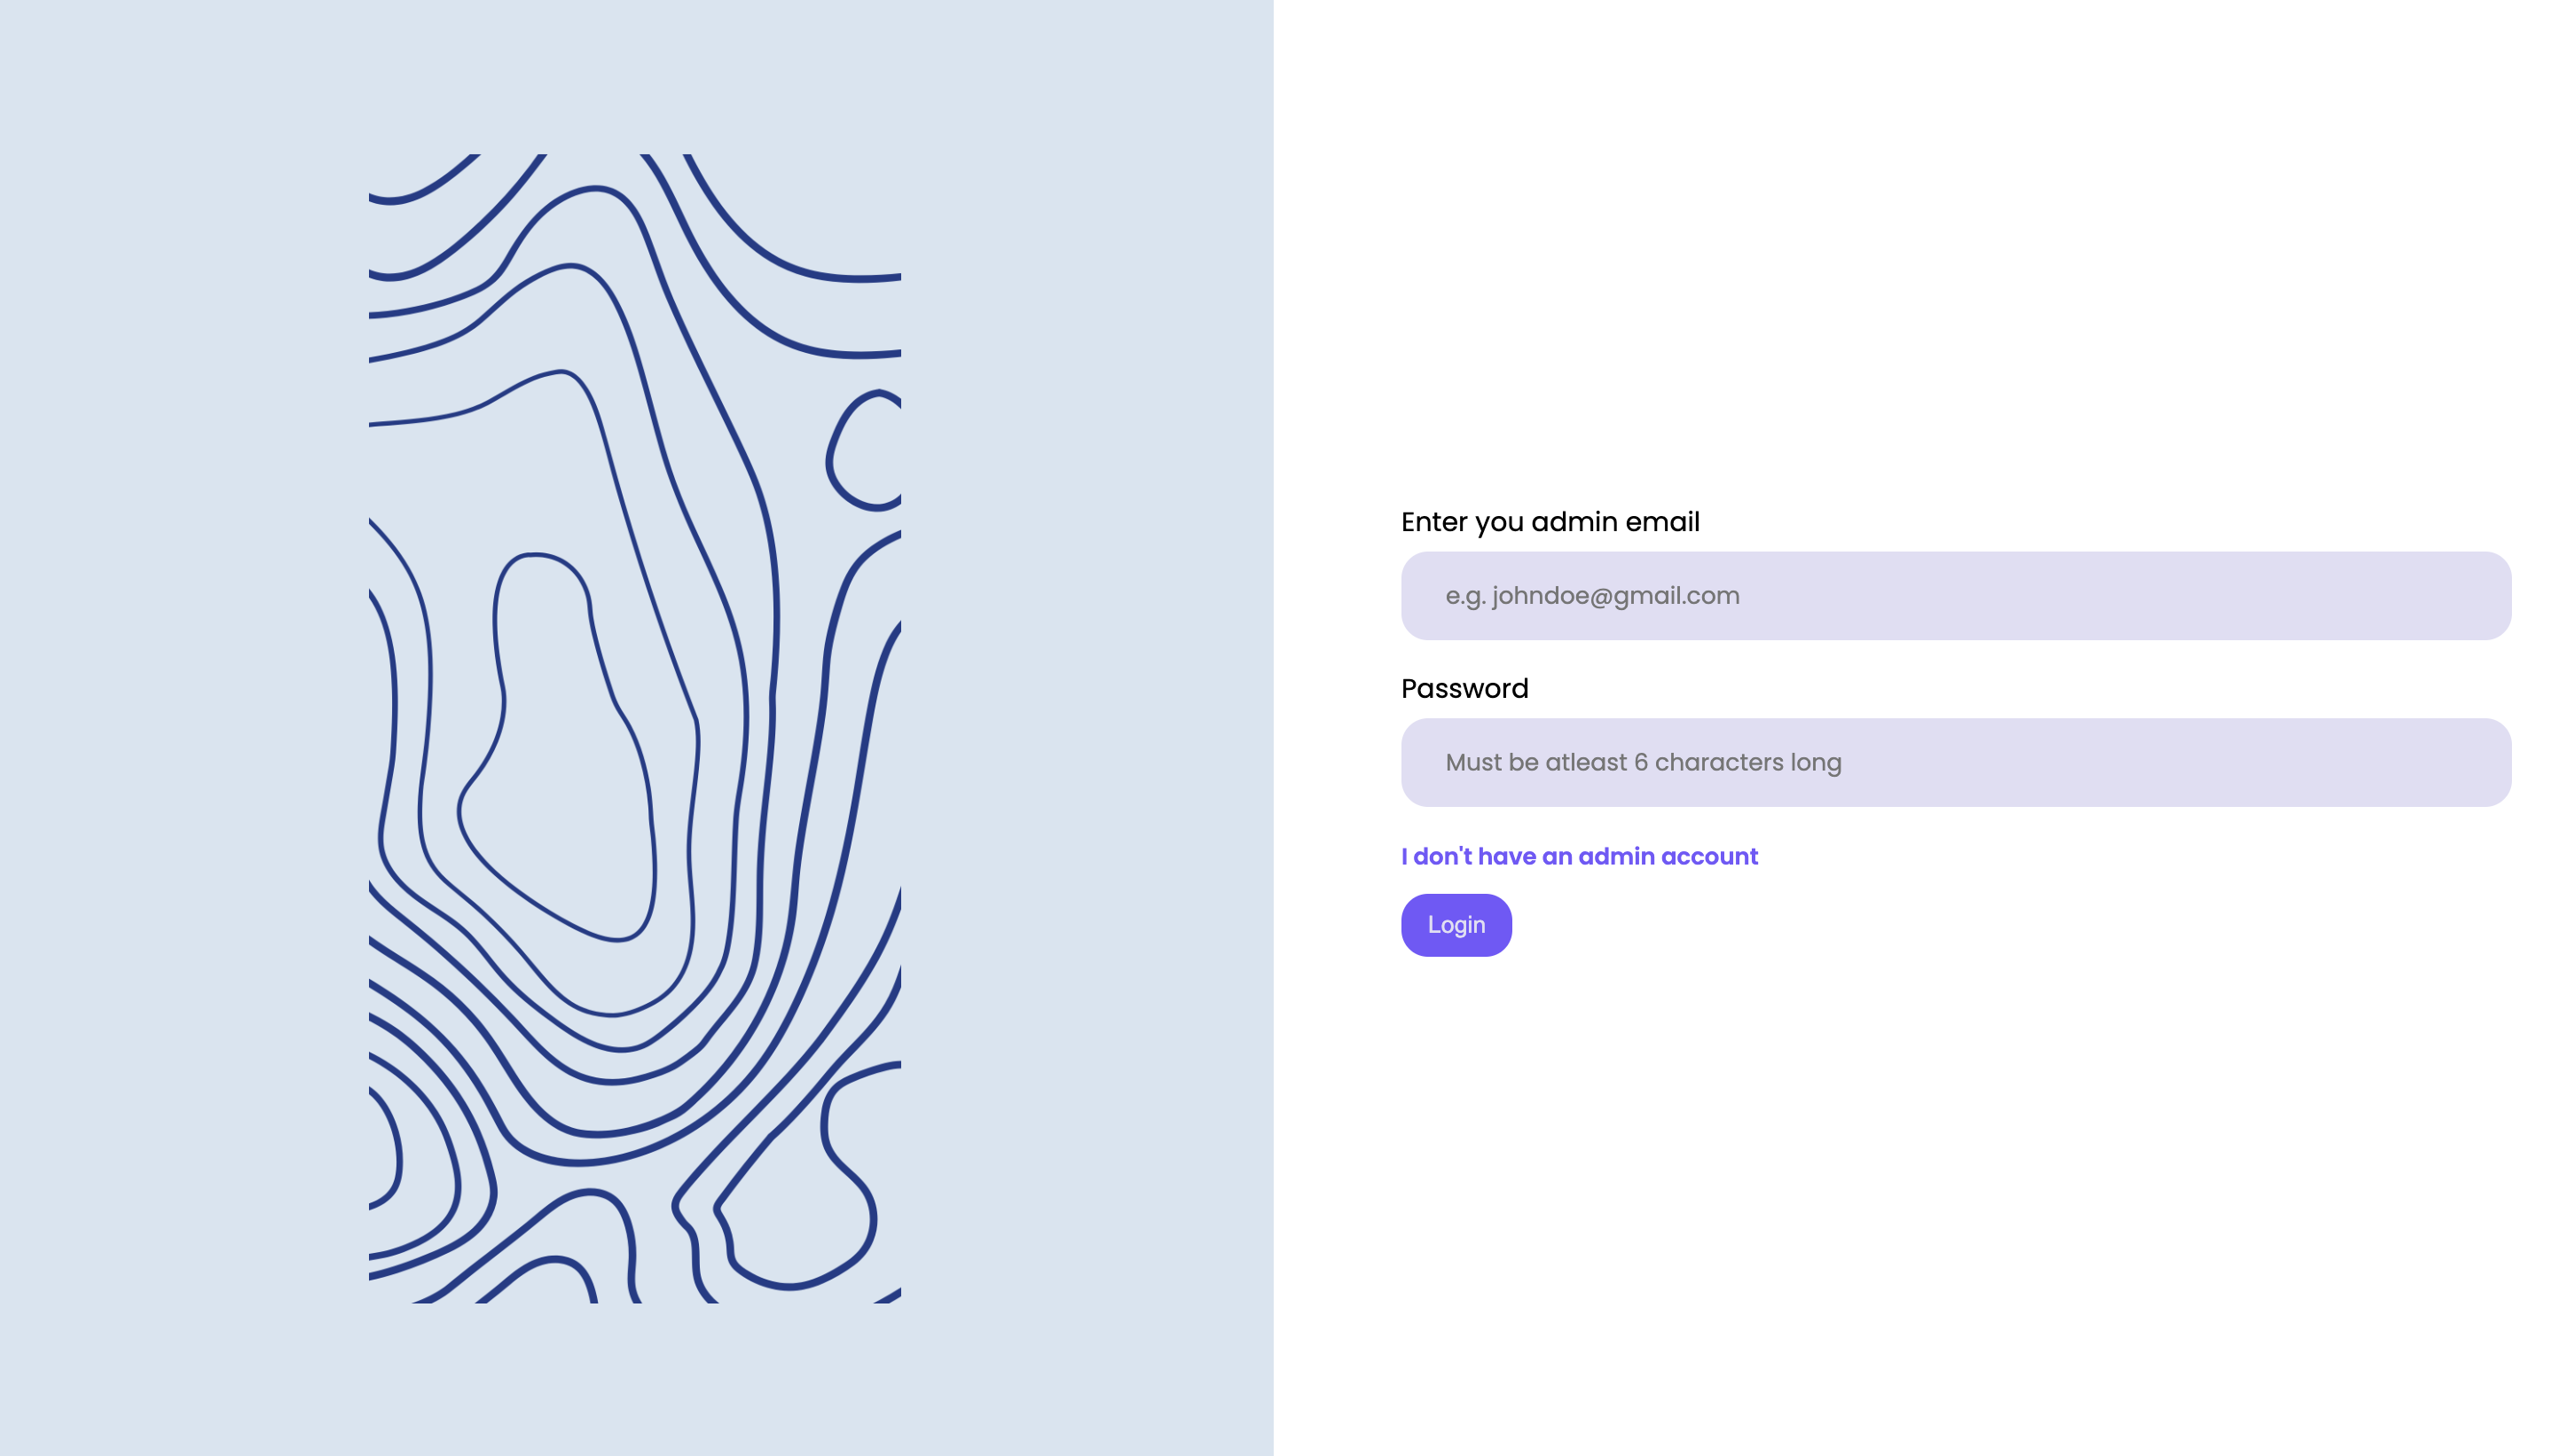 Enter you admin email
e.g. johndoe@gmail.com
Password
Must be atleast 6 characters long
I don't have an admin account
Login